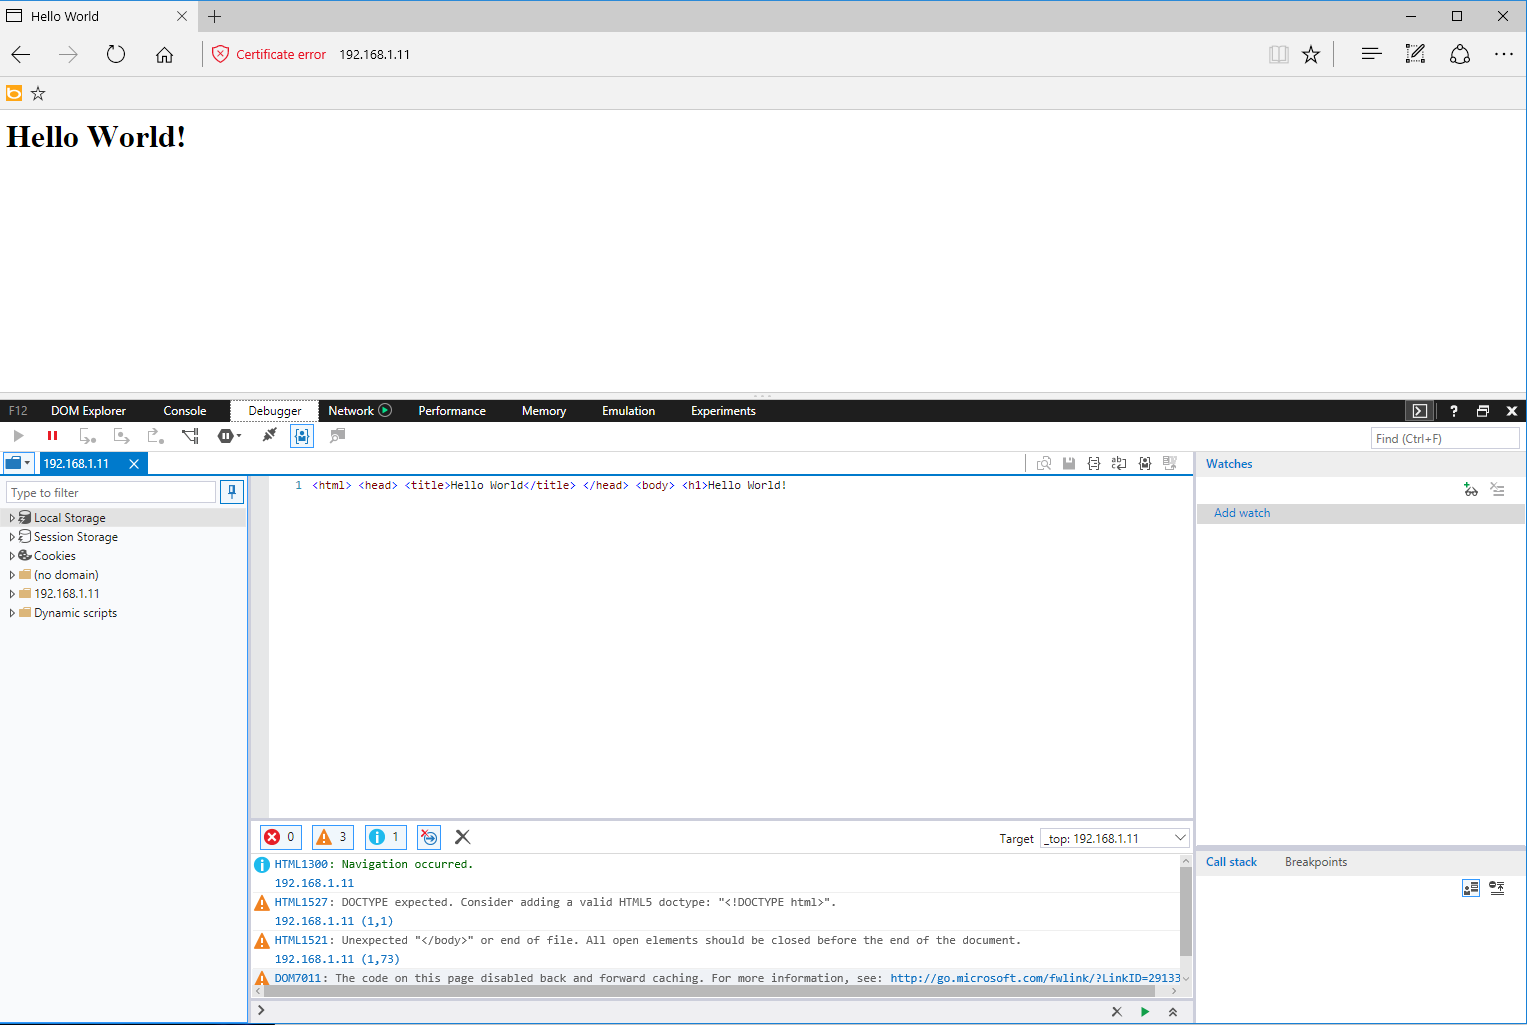 Hello World
Certificate error 192.168.1.11
Hello World!
F12 DOM Explorer Console Debugger Network Performance Memory Emulation Experiments
Find (Ctrl+F)
192.168.1.11
Watches
Type to filter
1 <html> <head> <title>Hello World</title> </head> <body> <h1>Hello World!
Add watch
Local Storage
Session Storage
Cookies
(no domain)
192.168.1.11
Dynamic scripts
0 3 1
Target _top: 192.168.1.11
HTML1300: Navigation occurred.
192.168.1.11
HTML1527: DOCTYPE expected. Consider adding a valid HTML5 doctype: "<!DOCTYPE html>".
192.168.1.11 (1,1)
HTML1521: Unexpected "</body>" or end of file. All open elements should be closed before the end of the document.
192.168.1.11 (1,73)
DOM7011: The code on this page disabled back and forward caching. For more information, see: http://go.microsoft.com/fwlink/?LinkID=29133
Call stack Breakpoints